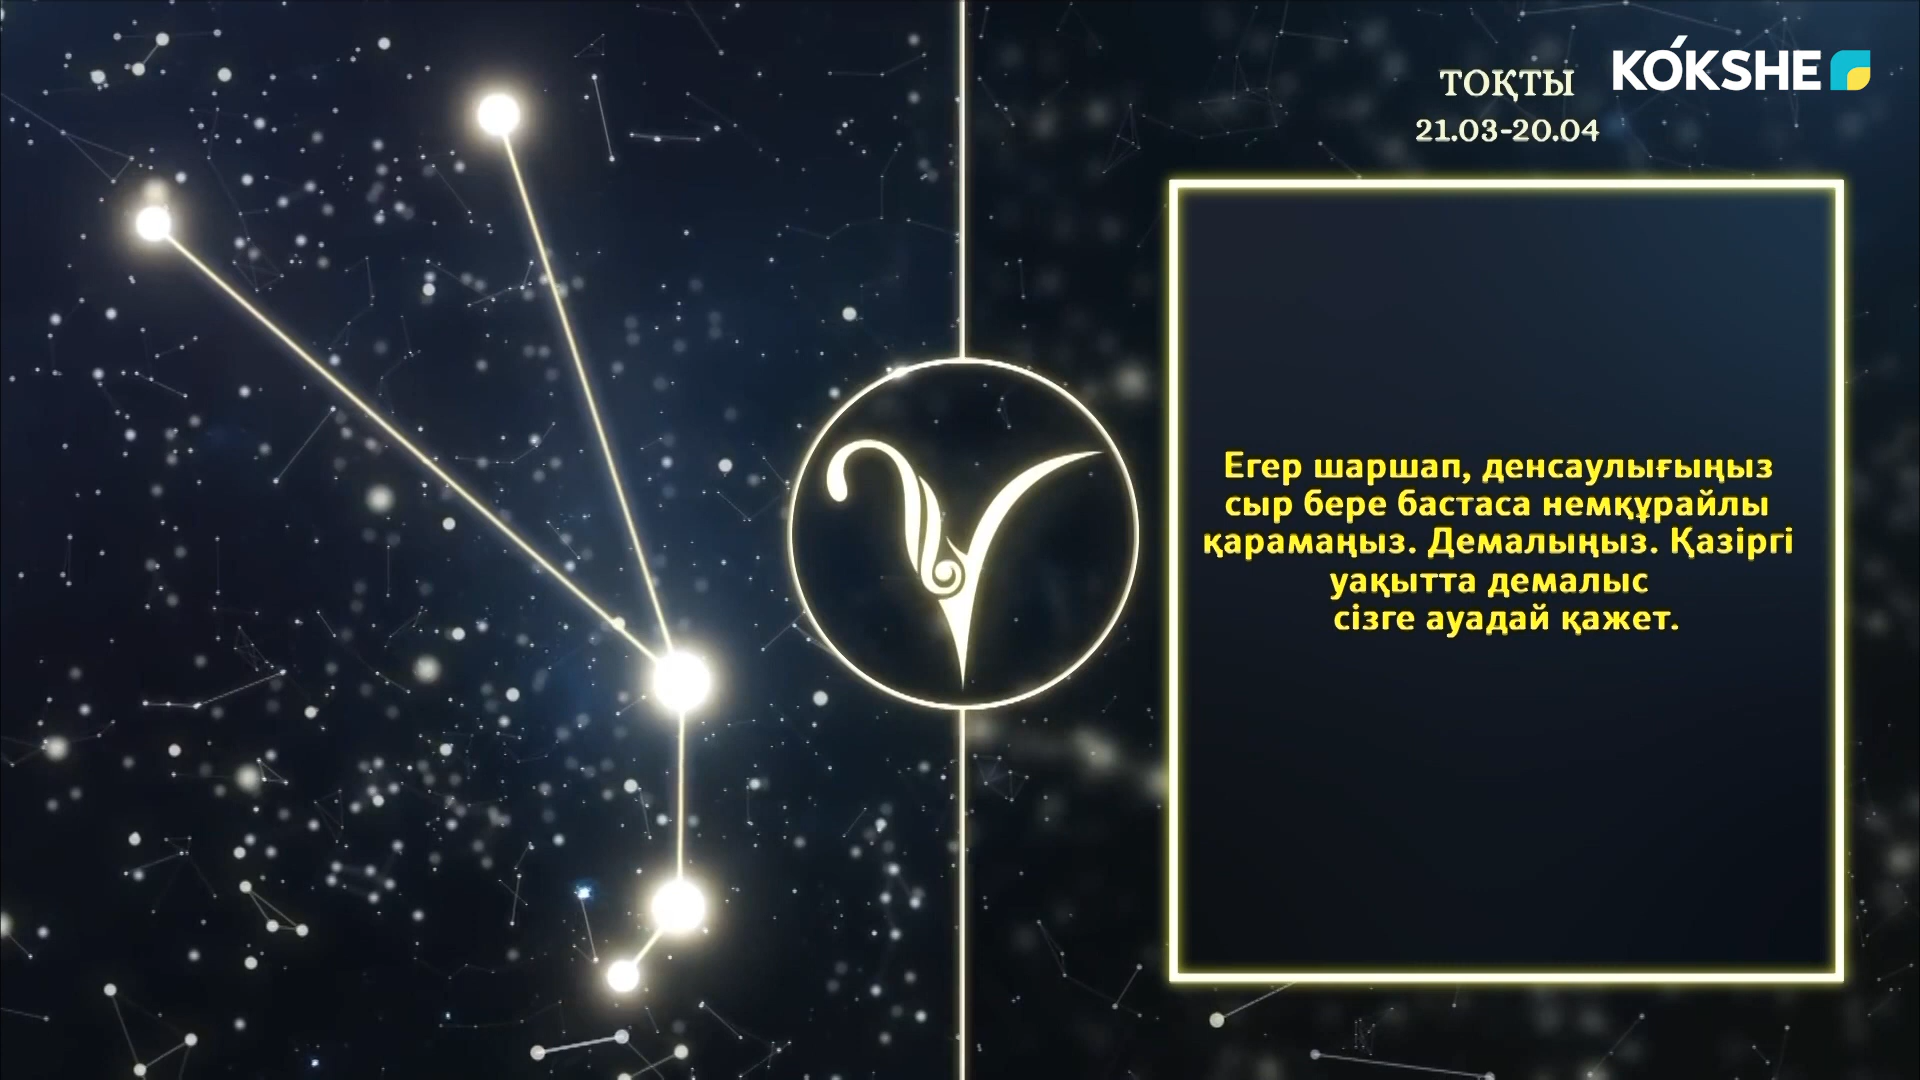 ТОҚТЫ
KÓKSHE
21.03-20.04
Егер шаршап, денсаулығыңыз
сыр бере бастаса немқұрайлы
қарамаңыз. Демалыңыз. Қазіргі
уақытта демалыс
сізге ауадай қажет.